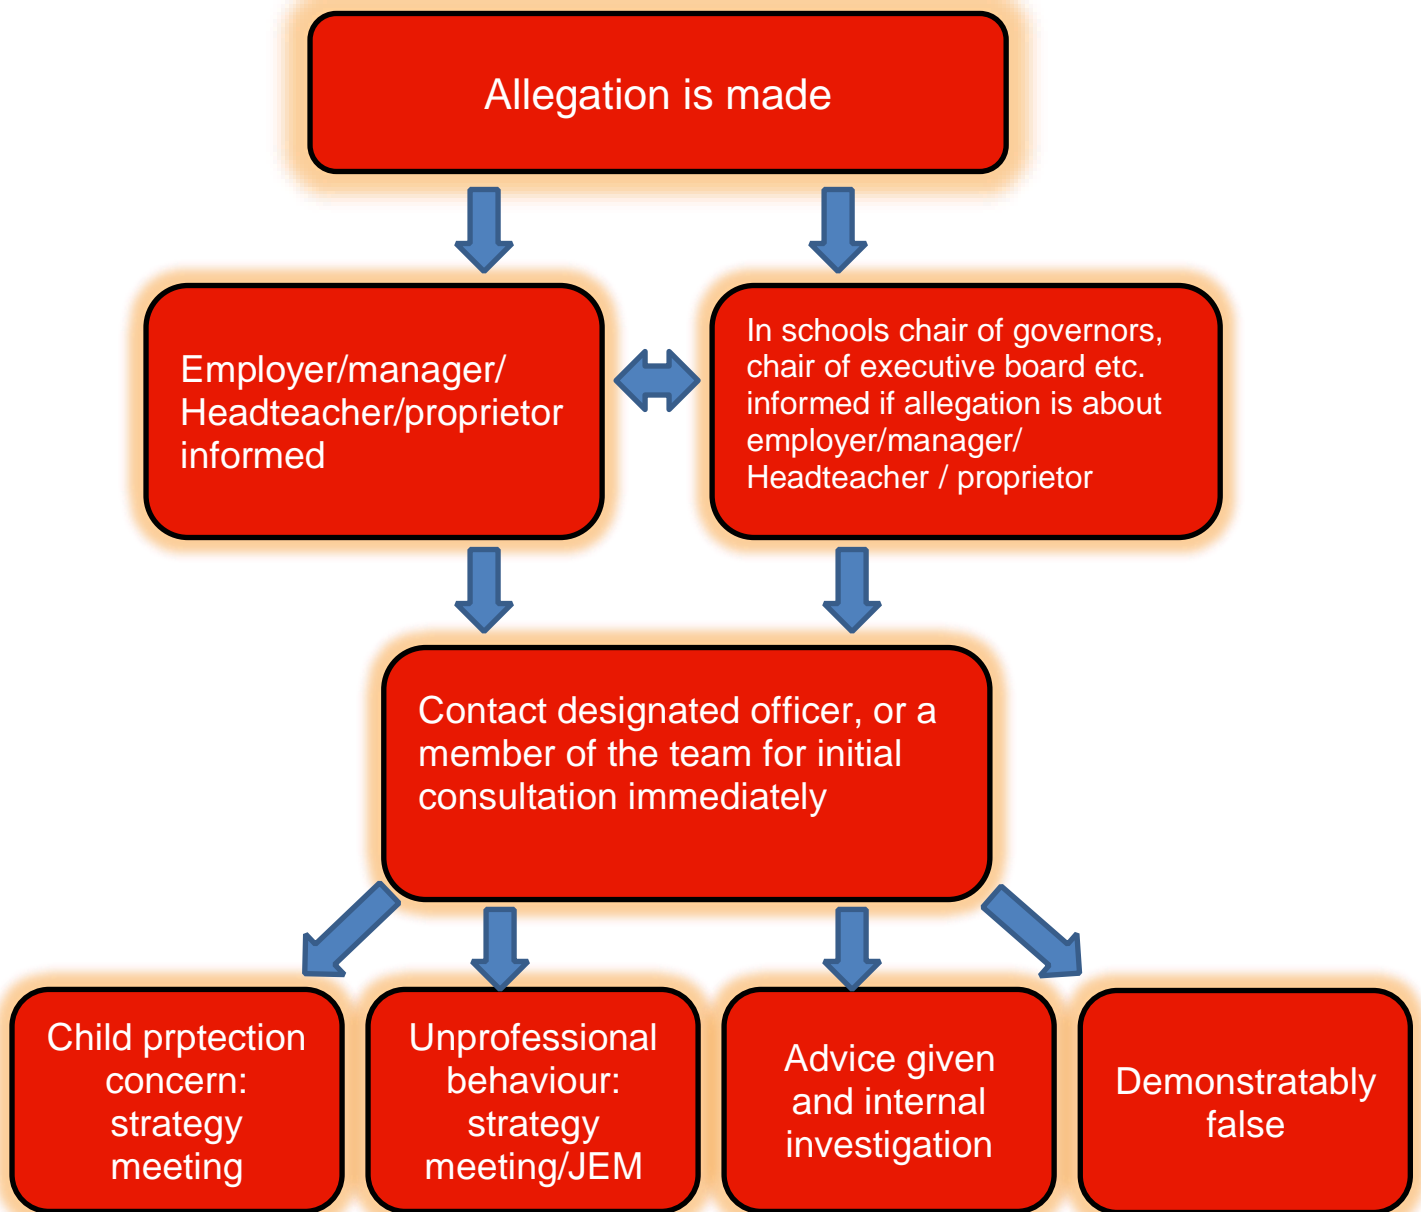 Allegation is made
Employer/manager/
Headteacher/proprietor
informed
In schools chair of governors,
chair of executive board etc.
informed if allegation is about
employer/manager/
Headteacher / proprietor
Contact designated officer, or a
member of the team for initial
consultation immediately
Child prptection
concern:
strategy
meeting
Unprofessional
behaviour:
strategy
meeting/JEM
Advice given
and internal
investigation
Demonstratably
false